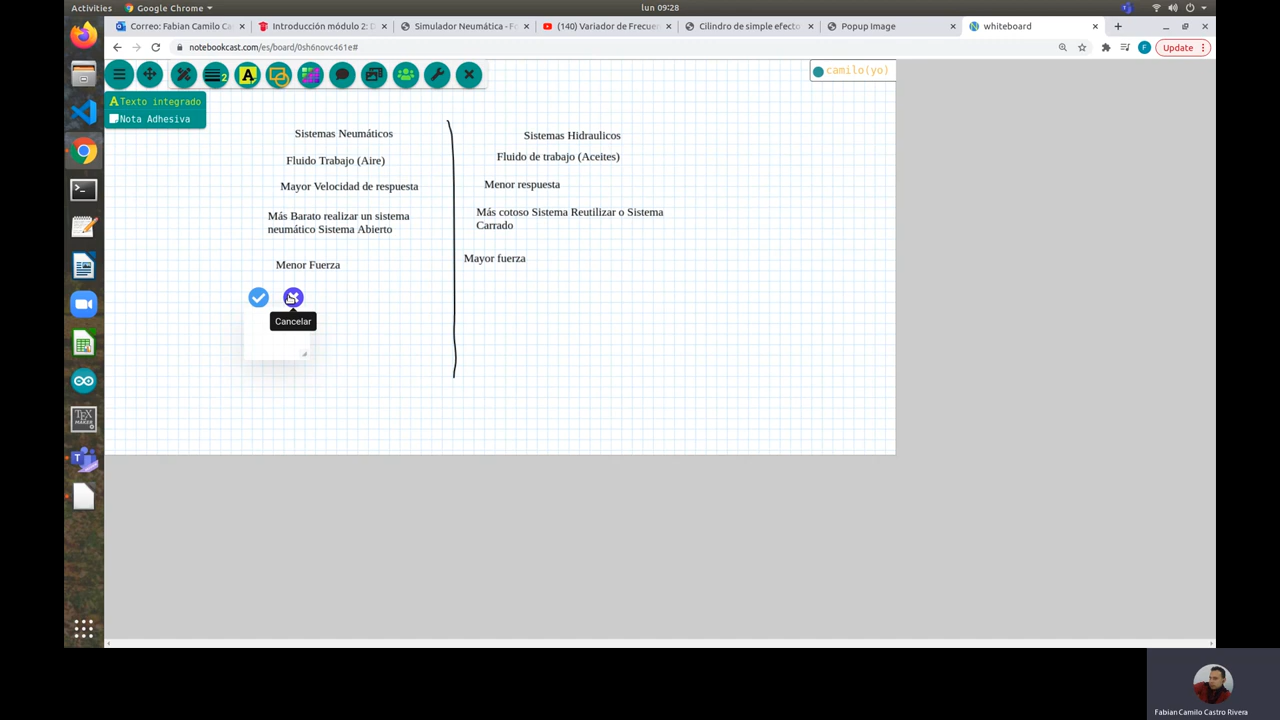 Activities
Google Chrome
lun 09:28
Correo: Fabian Camilo Ca
Introducción módulo 2: D
Simulador Neumática - Fe
(140) Variador de Frecuen
Cilindro de simple efecto
Popup Image
whiteboard
notebookcast.com/es/board/0sh6novc461e#
F
Update
2
A
camilo(yo)
A Texto integrado
Nota Adhesiva
Sistemas Neumáticos
Fluido Trabajo (Aire)
Mayor Velocidad de respuesta
Más Barato realizar un sistema
neumático Sistema Abierto
Menor Fuerza
Cancelar
Sistemas Hidraulicos
Fluido de trabajo (Aceites)
Menor respuesta
Más cotoso Sistema Reutilizar o Sistema
Carrado
Mayor fuerza
TEX
MAKER
Fabian Camilo Castro Rivera